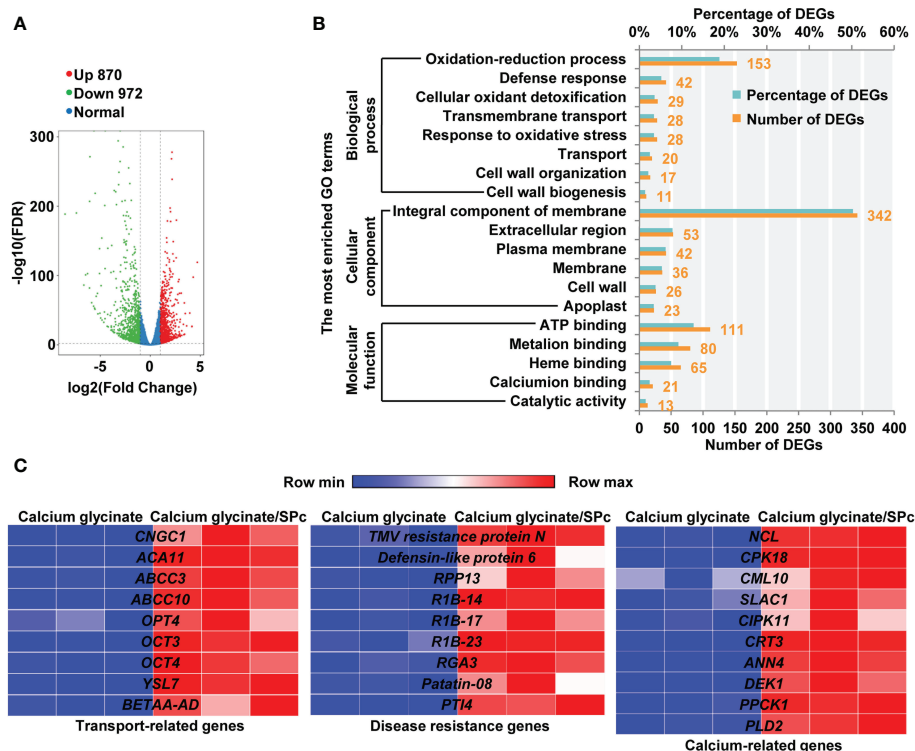 A
Up 870
Down 972
Normal
300
200
100
0
-log10(FDR)
-5
0
5
log2(Fold Change)
B
Percentage of DEGs
0% 10% 20% 30% 40% 50% 60%
The most enriched GO terms
Biological process
Oxidation-reduction process 153
Defense response 42
Cellular oxidant detoxification 29
Transmembrane transport 28
Response to oxidative stress 28
Transport 20
Cell wall organization 17
Cell wall biogenesis 11
Cellular component
Integral component of membrane 342
Extracellular region 53
Plasma membrane 42
Membrane 36
Cell wall 26
Apoplast 23
Molecular function
ATP binding 111
Metalion binding 80
Heme binding 65
Calciumion binding 21
Catalytic activity 13
Percentage of DEGs
Number of DEGs
0 50 100 150 200 250 300 350 400
Number of DEGs
C
Row min Row max
Calcium glycinate Calcium glycinate/SPc
CNGC1
ACA11
ABCC3
ABCC10
OPT4
OCT3
OCT4
YSL7
BETAA-AD
Transport-related genes
Calcium glycinate Calcium glycinate/SPc
TMV resistance protein N
Defensin-like protein 6
RPP13
R1B-14
R1B-17
R1B-23
RGA3
Patatin-08
PTI4
Disease resistance genes
Calcium glycinate Calcium glycinate/SPc
NCL
CPK18
CML10
SLAC1
CIPK11
CRT3
ANN4
DEK1
PPCK1
PLD2
Calcium-related genes